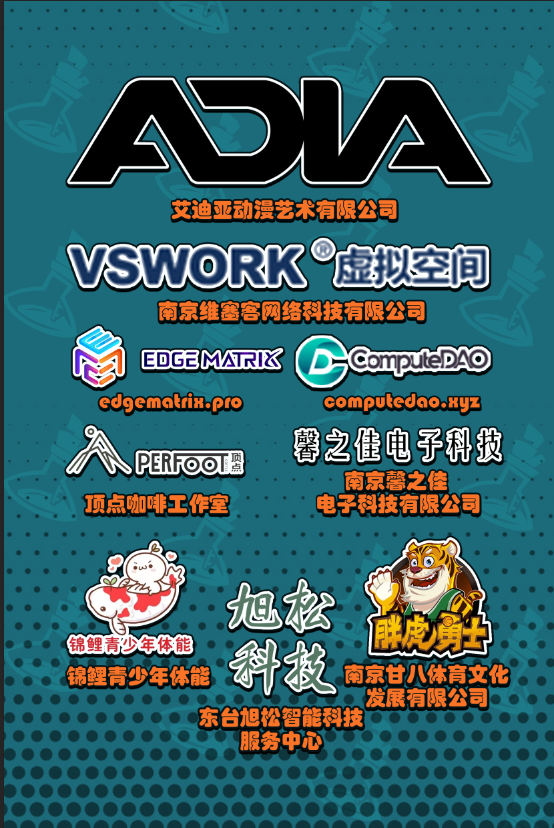 ADIA
艾迪亚动漫艺术有限公司
VSWORK® 虚拟空间
南京维塞客网络科技有限公司
EDGE MATRIX
ComputeDAO
edgematrix.pro
computedao.xyz
PERFOOT 顶点
馨之佳电子科技
顶点咖啡工作室
南京馨之佳
电子科技有限公司
锦鲤青少年体能
锦鲤青少年体能
旭松
科技
东台旭松智能科技
服务中心
胖虎勇士
南京甘八体育文化
发展有限公司